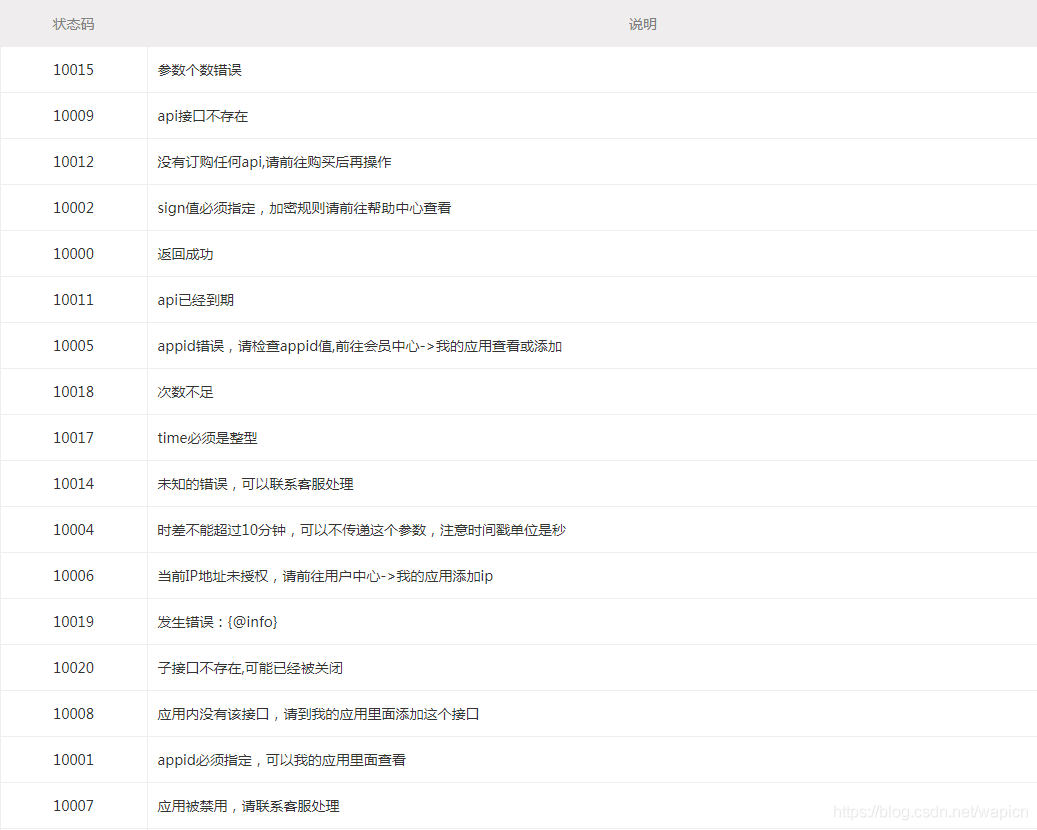 状态码 说明
10015 参数个数错误
10009 api接口不存在
10012 没有订购任何api,请前往购买后再操作
10002 sign值必须指定，加密规则请前往帮助中心查看
10000 返回成功
10011 api已经到期
10005 appid错误，请检查appid值,前往会员中心->我的应用查看或添加
10018 次数不足
10017 time必须是整型
10014 未知的错误，可以联系客服处理
10004 时差不能超过10分钟，可以不传递这个参数，注意时间戳单位是秒
10006 当前IP地址未授权，请前往用户中心->我的应用添加ip
10019 发生错误：{@info}
10020 子接口不存在,可能已经被关闭
10008 应用内没有该接口，请到我的应用里面添加这个接口
10001 appid必须指定，可以我的应用里面查看
10007 应用被禁用，请联系客服处理
https://blog.csdn.net/wapicn